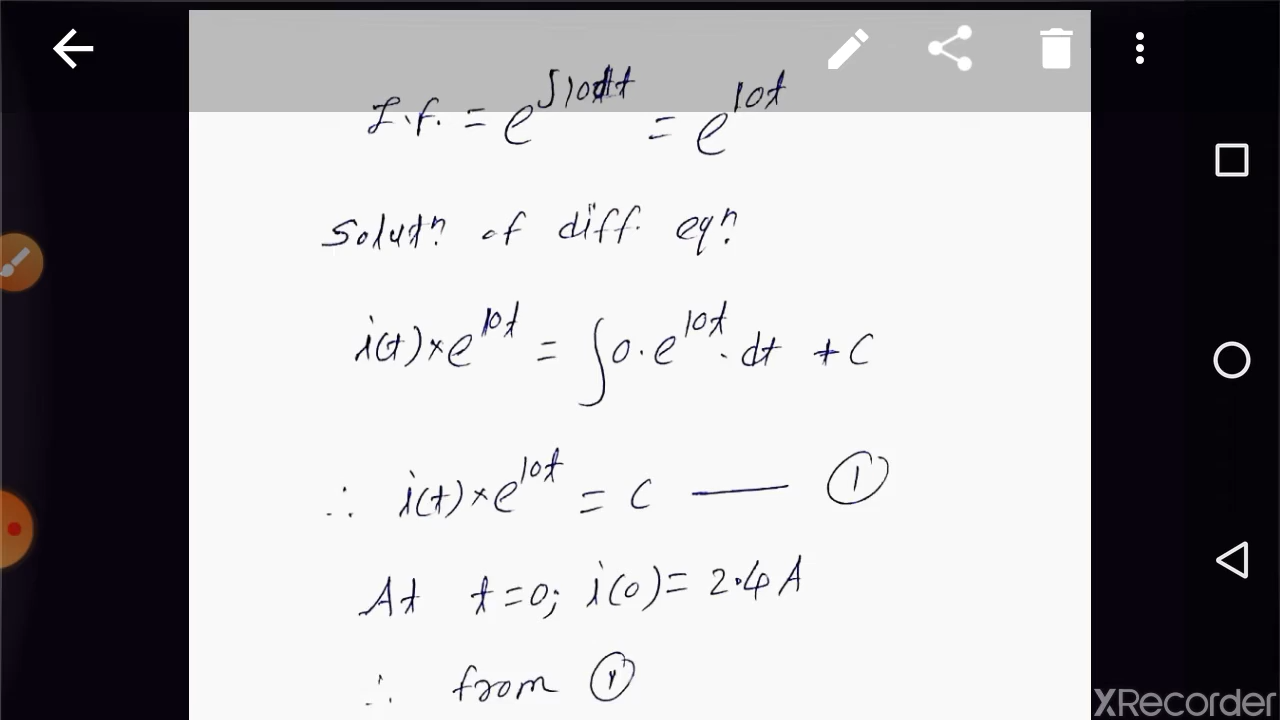 I.f. = e^∫10dt = e^10t
Solutⁿ. of diff. eqⁿ.
i(t)×e^10t = ∫0.e^10t. dt + C
∴ i(t)×e^10t = C —— ①
At t=0; i(0)= 2.4 A
∴ from ①
XRecorder